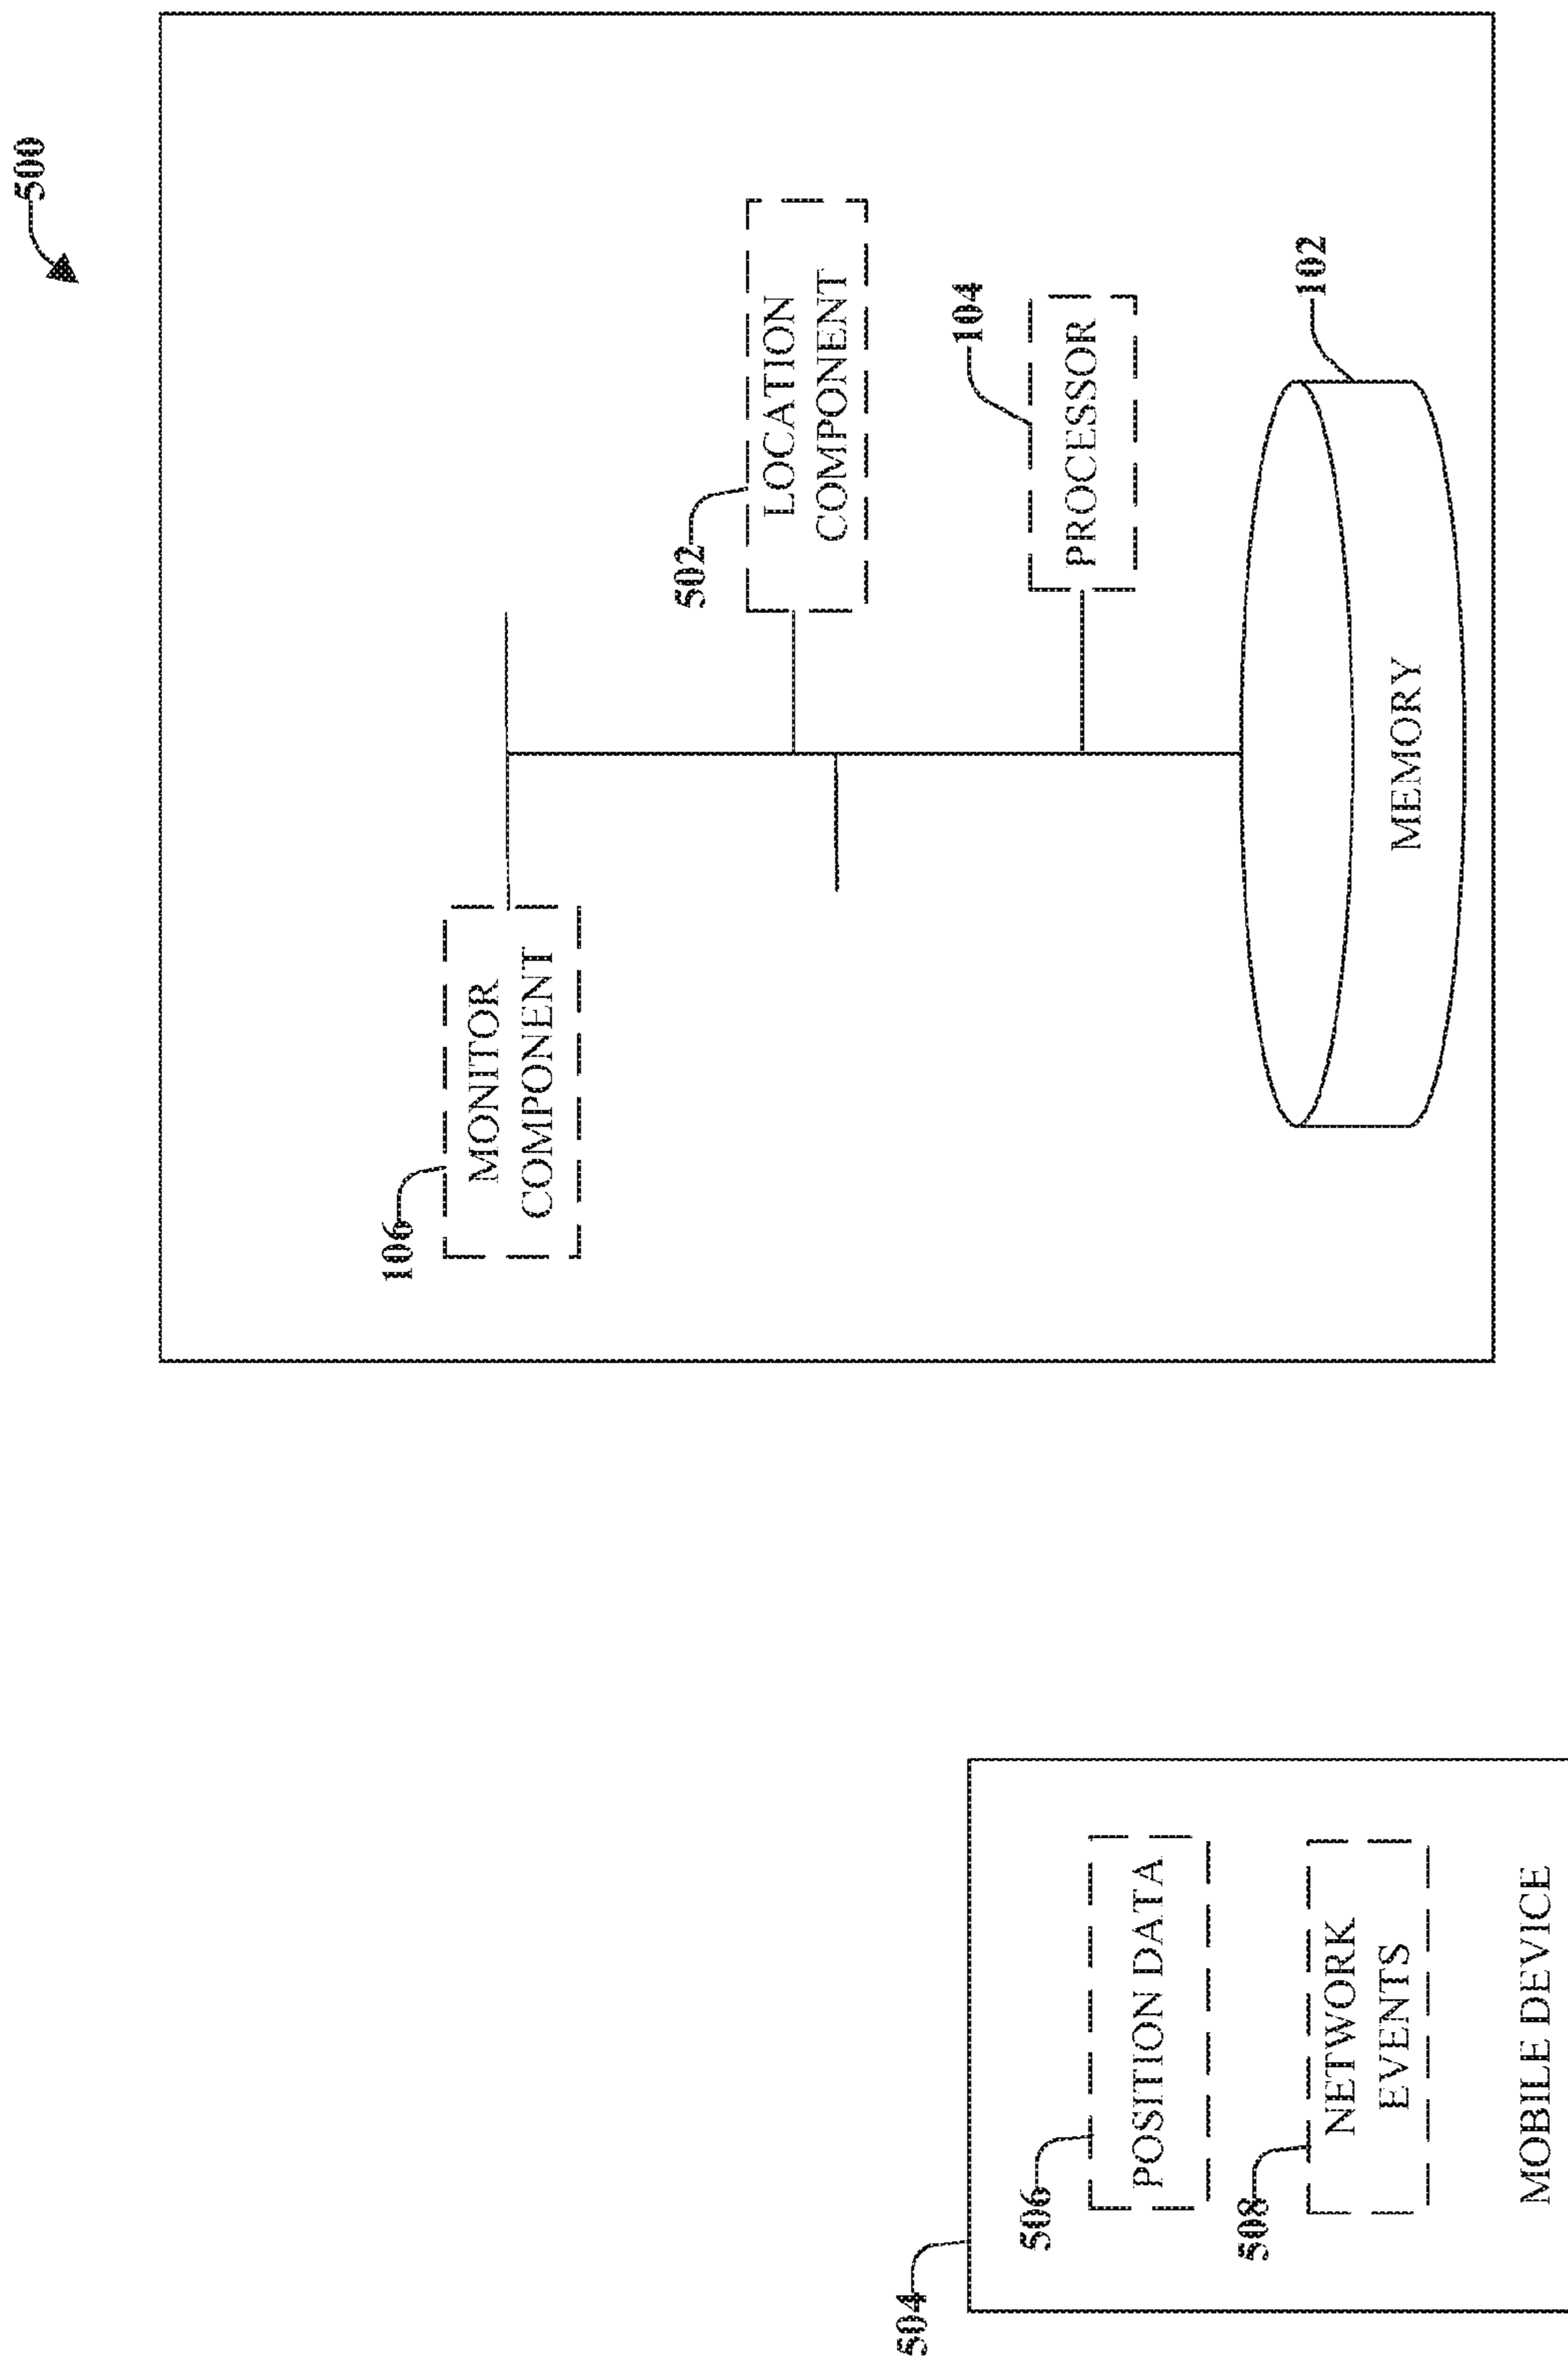 500
106
MONITOR
COMPONENT
502
LOCATION
COMPONENT
104
PROCESSOR
102
MEMORY
504
506
POSITION DATA
508
NETWORK
EVENTS
MOBILE DEVICE